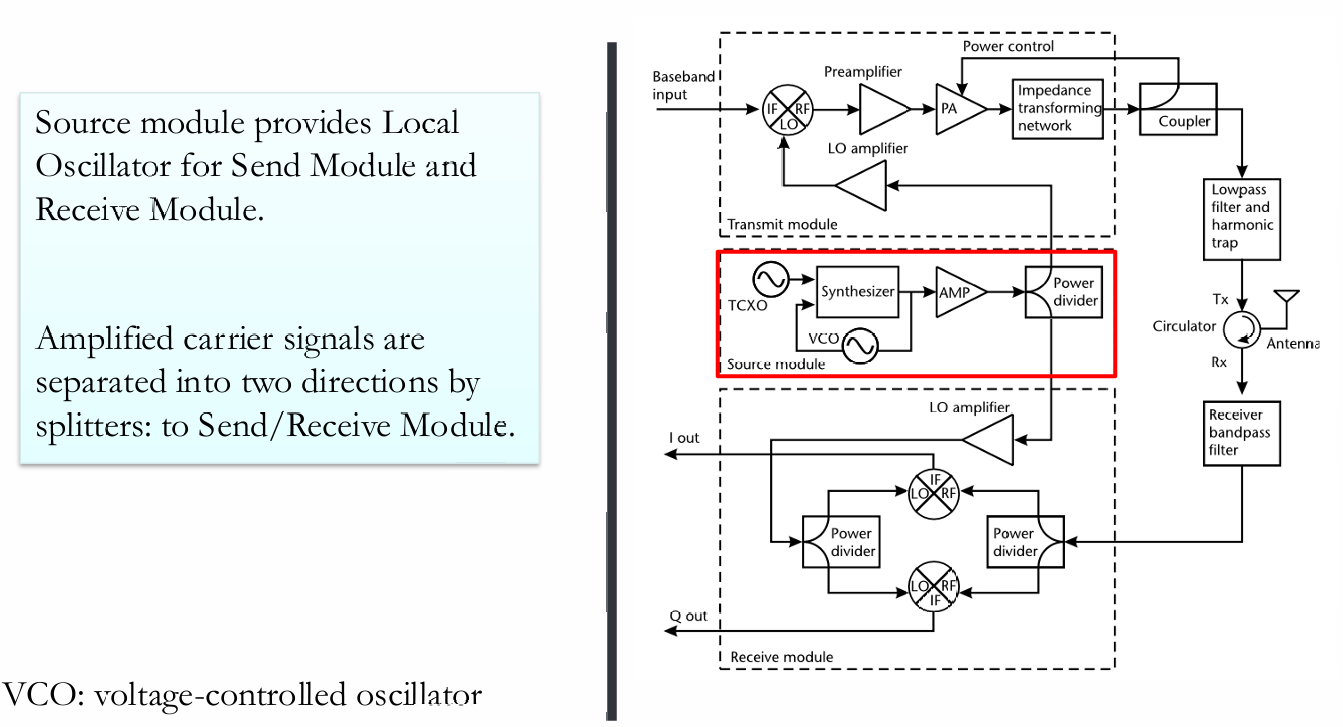 Source module provides Local
Oscillator for Send Module and
Receive Module.
Amplified carrier signals are
separated into two directions by
splitters: to Send/Receive Module.
VCO: voltage-controlled oscillator
Power control
Baseband
input
Preamplifier
IF
RF
LO
PA
Impedance
transforming
network
Coupler
LO amplifier
Transmit module
Lowpass
filter and
harmonic
trap
TCXO
Synthesizer
AMP
Power
divider
VCO
Source module
Tx
Circulator
Antenna
Rx
LO amplifier
Receiver
bandpass
filter
I out
IF
LO
RF
Power
divider
Power
divider
LO
RF
IF
Q out
Receive module